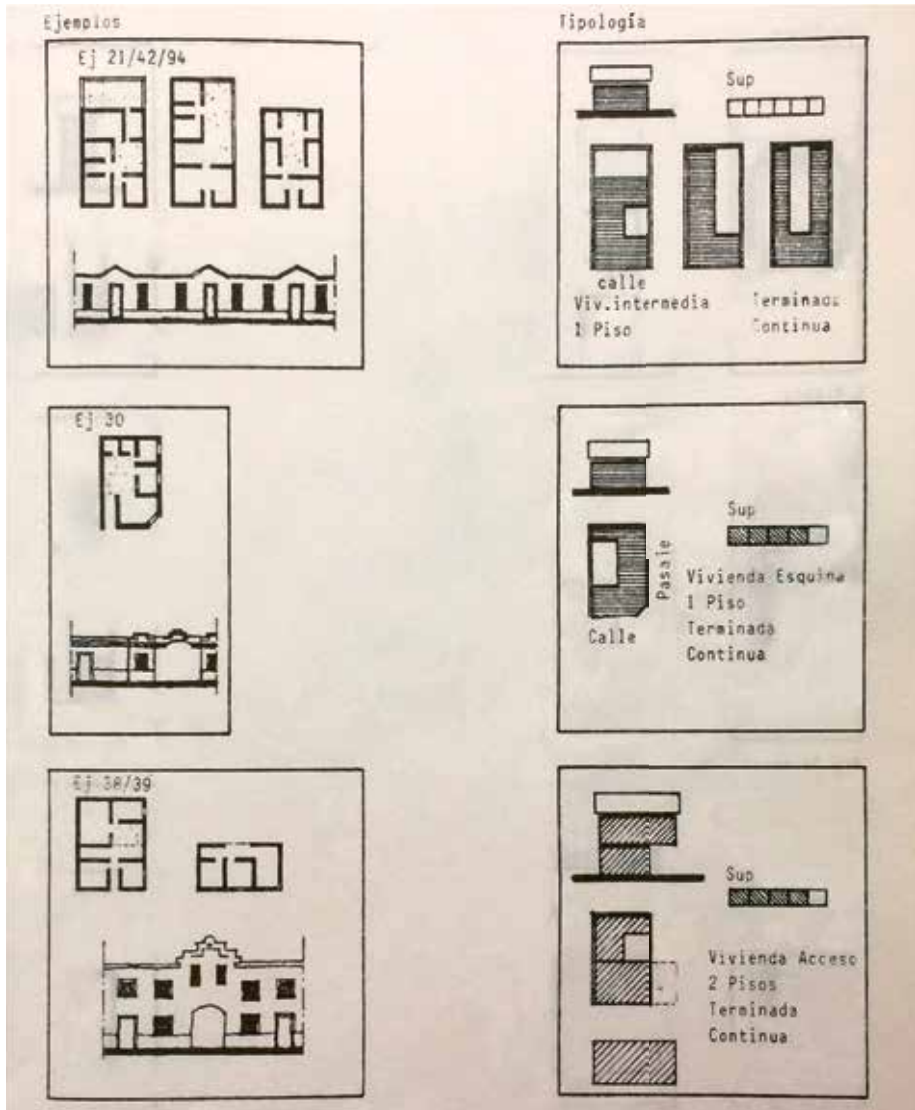 Ejemplos
Tipología
Ej 21/42/94
Sup
calle
Viv.intermedia
1 Piso
Terminada
Continua
Ej 30
Sup
Pasaje
Calle
Vivienda Esquina
1 Piso
Terminada
Continua
Ej 38/39
Sup
Vivienda Acceso
2 Pisos
Terminada
Continua